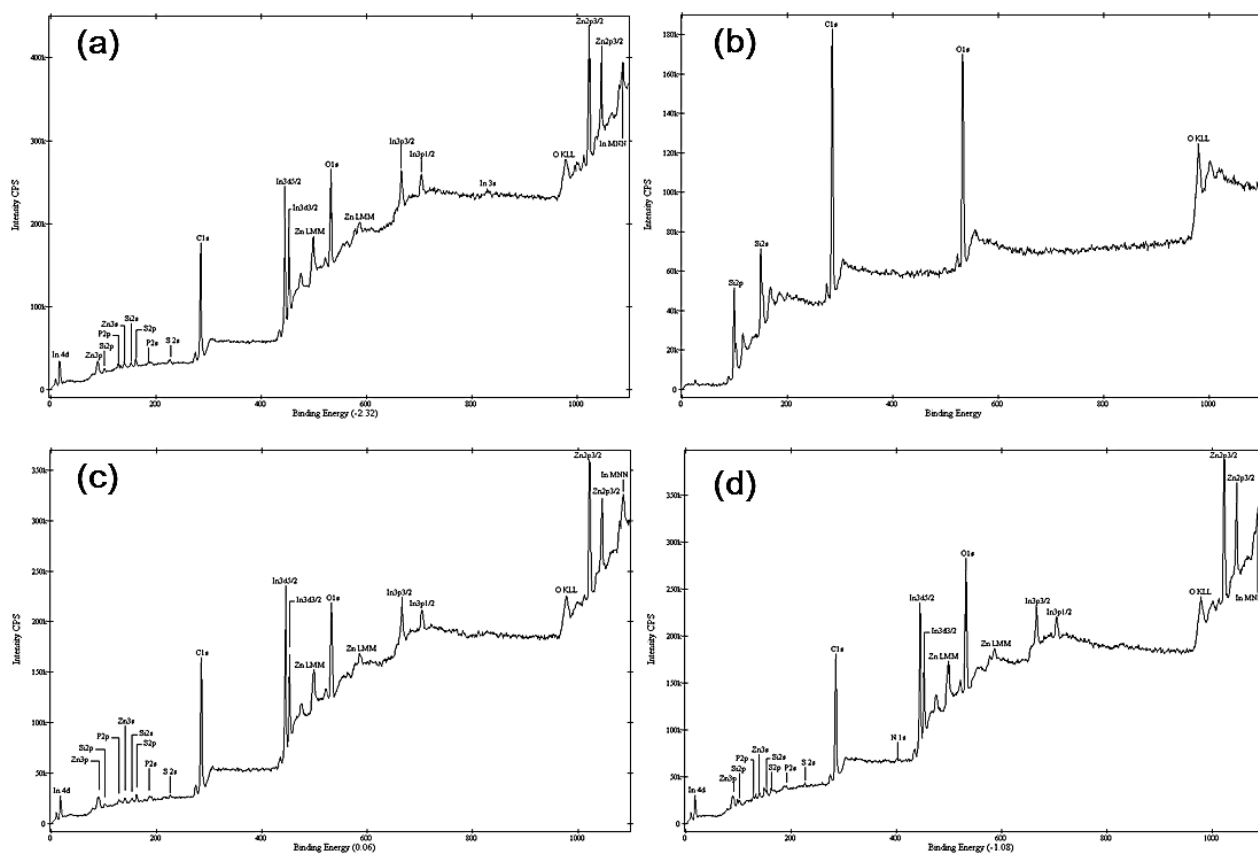 (a)
Zn2p3/2
Zn2p3/2
In MNN
O KLL
In 3s
In3p1/2
In3p3/2
Zn LMM
O1s
Zn LMM
In3d3/2
In3d5/2
C1s
S 2s
P2s
S2p
Si2s
Zn3s
P2p
Si2p
Zn3p
In 4d
Intensity CPS
400k
300k
200k
100k
0
0 200 400 600 800 1000
Binding Energy (-2.32)
(b)
C1s
O1s
O KLL
Si2s
Si2p
Intensity CPS
180k
160k
140k
120k
100k
80k
60k
40k
20k
0
0 200 400 600 800 1000
Binding Energy
(c)
Zn2p3/2
In MNN
Zn2p3/2
O KLL
In3p3/2
In3p1/2
Zn LMM
O1s
Zn LMM
In3d3/2
In3d5/2
C1s
Zn3s
P2p
Si2s
Si2p
S2p
Zn3p
P2s
S 2s
In 4d
Intensity CPS
350k
300k
250k
200k
150k
100k
50k
0
0 200 400 600 800 1000
Binding Energy (0.06)
(d)
Zn2p3/2
Zn2p3/2
In MNN
O KLL
In3p3/2
In3p1/2
Zn LMM
O1s
Zn LMM
In3d3/2
In3d5/2
N 1s
C1s
Zn3s
P2p
Si2s
Si2p
S2p
P2s
S 2s
Zn3p
In 4d
Intensity CPS
350k
300k
250k
200k
150k
100k
50k
0
0 200 400 600 800 1000
Binding Energy (-1.08)